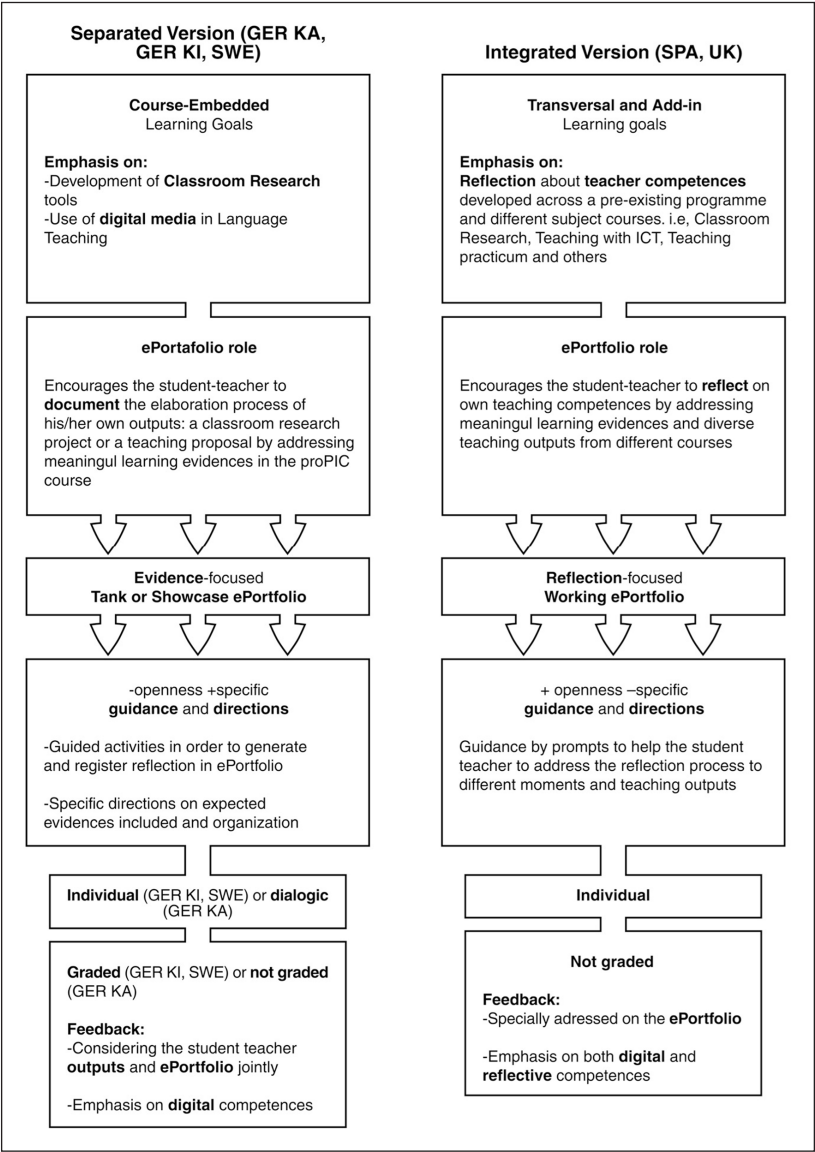 Separated Version (GER KA,
GER KI, SWE)
Course-Embedded
Learning Goals
Emphasis on:
-Development of Classroom Research
tools
-Use of digital media in Language
Teaching
ePortafolio role
Encourages the student-teacher to
document the elaboration process of
his/her own outputs: a classroom research
project or a teaching proposal by addressing
meaningul learning evidences in the proPIC
course
Evidence-focused
Tank or Showcase ePortfolio
-openness +specific
guidance and directions
-Guided activities in order to generate
and register reflection in ePortfolio
-Specific directions on expected
evidences included and organization
Individual (GER KI, SWE) or dialogic
(GER KA)
Graded (GER KI, SWE) or not graded
(GER KA)
Feedback:
-Considering the student teacher
outputs and ePortfolio jointly
-Emphasis on digital competences
Integrated Version (SPA, UK)
Transversal and Add-in
Learning goals
Emphasis on:
Reflection about teacher competences
developed across a pre-existing programme
and different subject courses. i.e, Classroom
Research, Teaching with ICT, Teaching
practicum and others
ePortfolio role
Encourages the student-teacher to reflect on
own teaching competences by addressing
meaningul learning evidences and diverse
teaching outputs from different courses
Reflection-focused
Working ePortfolio
+ openness –specific
guidance and directions
Guidance by prompts to help the student
teacher to address the reflection process to
different moments and teaching outputs
Individual
Not graded
Feedback:
-Specially adressed on the ePortfolio
-Emphasis on both digital and
reflective competences